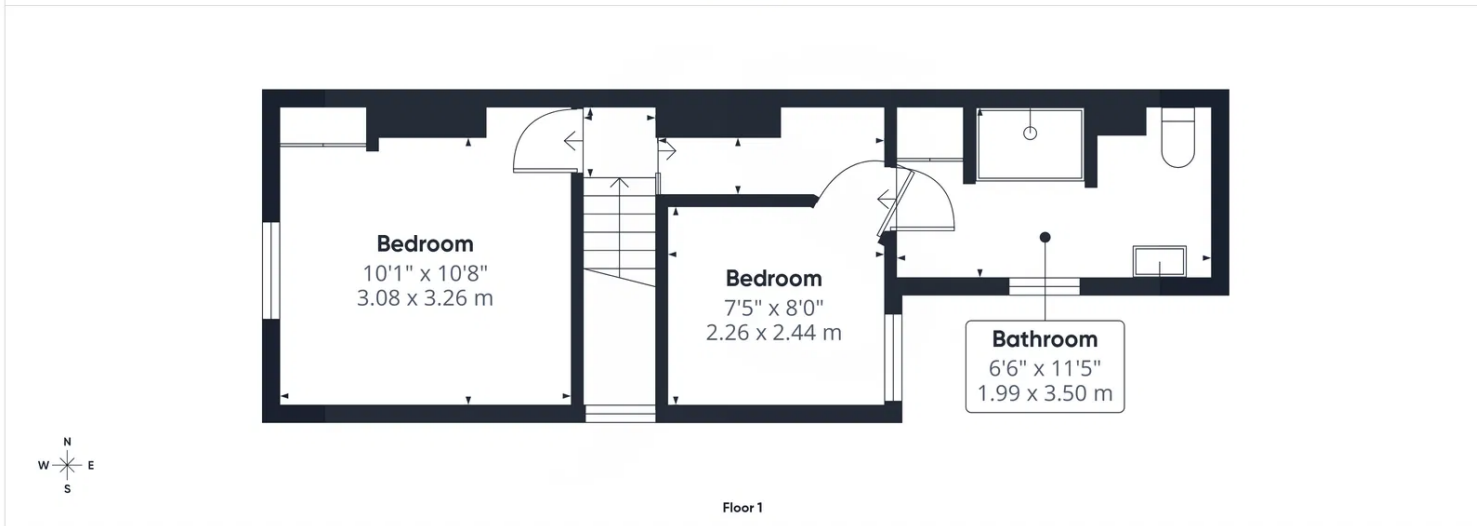 Bedroom
10'1" x 10'8"
3.08 x 3.26 m
Bedroom
7'5" x 8'0"
2.26 x 2.44 m
Bathroom
6'6" x 11'5"
1.99 x 3.50 m
N
W E
S
Floor 1